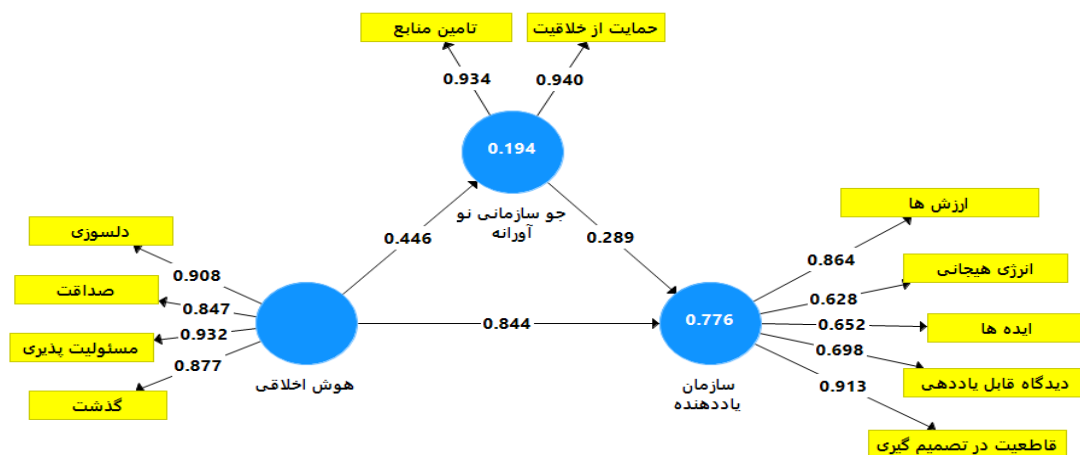 تامین منابع
حمایت از خلاقیت
0.934
0.940
0.194
جو سازمانی نو
آورانه
0.446
0.289
دلسوزی
صداقت
مسئولیت پذیری
گذشت
0.908
0.847
0.932
0.877
هوش اخلاقی
0.844
0.776
سازمان
یاددهنده
0.864
0.628
0.652
0.698
0.913
ارزش ها
انرژی هیجانی
ایده ها
دیدگاه قابل یاددهی
قاطعیت در تصمیم گیری